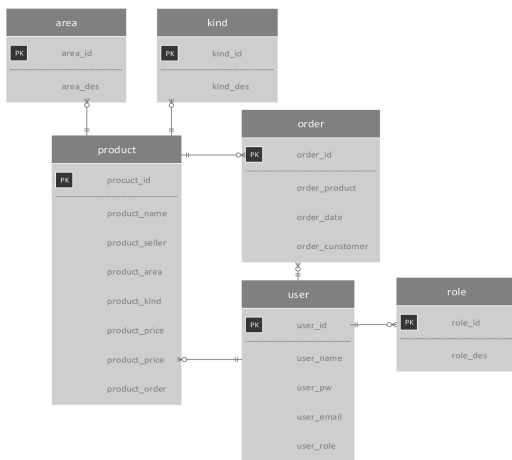 area
PK area_id
area_des
kind
PK kind_id
kind_des
product
PK procuct_id
product_name
product_seller
product_area
product_kind
product_price
product_price
product_order
order
PK order_id
order_product
order_date
order_cunstomer
user
PK user_id
user_name
user_pw
user_email
user_role
role
PK role_id
role_des